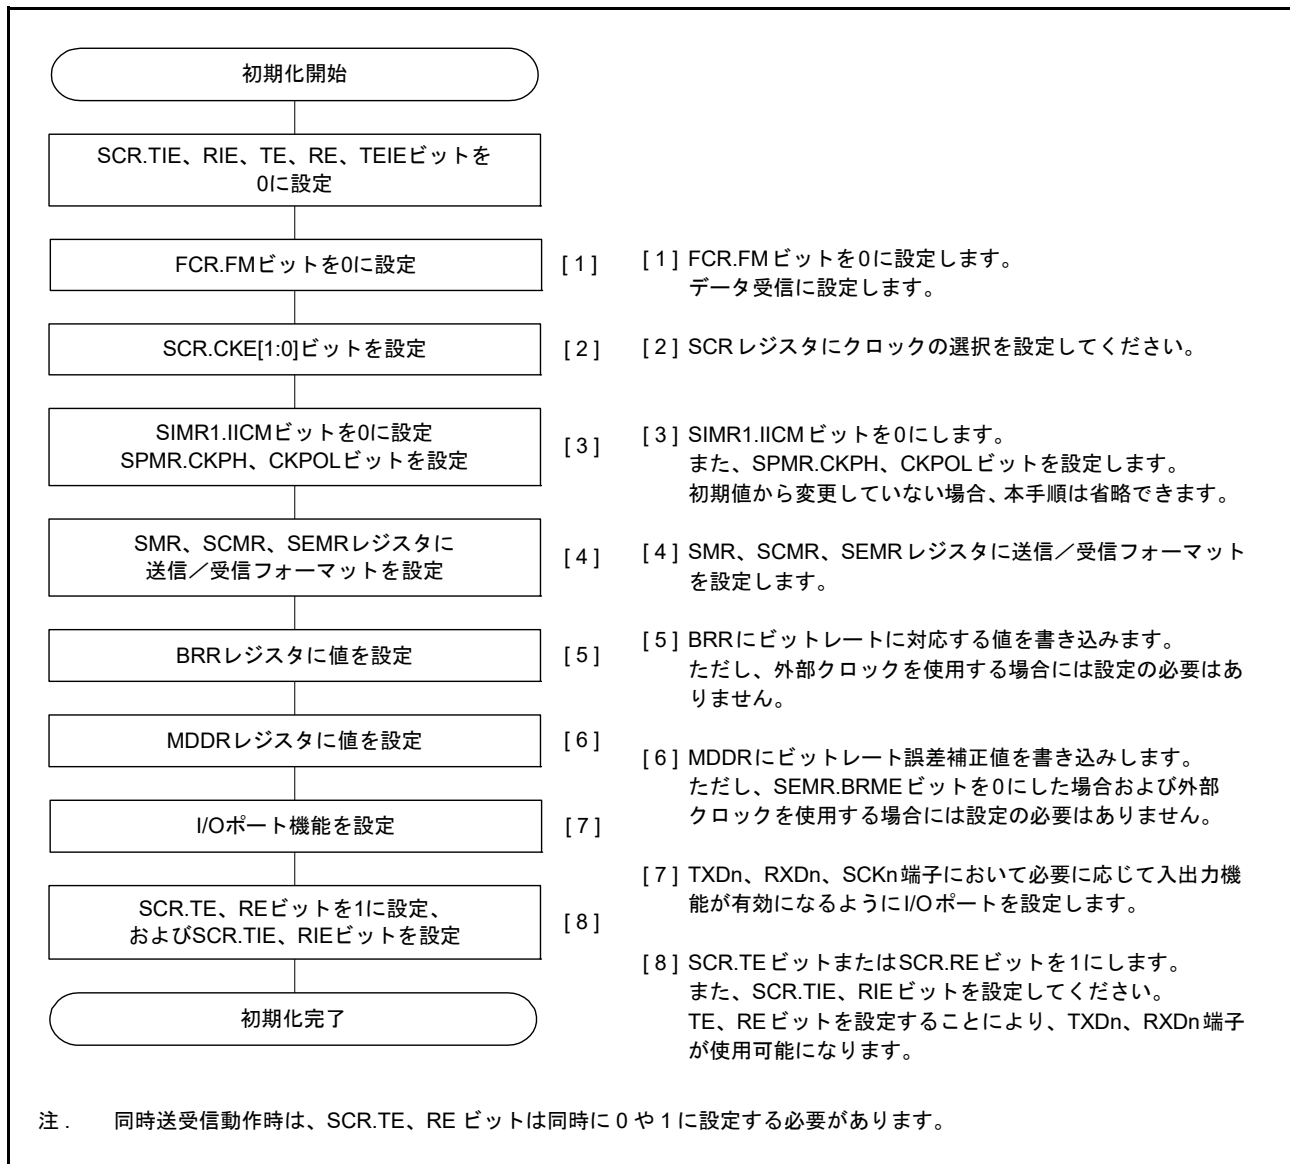 初期化開始
SCR.TIE、RIE、TE、RE、TEIEビットを
0に設定
FCR.FMビットを0に設定
[ 1 ]
[ 1 ] FCR.FMビットを0に設定します。
データ受信に設定します。
SCR.CKE[1:0]ビットを設定
[ 2 ]
[ 2 ] SCRレジスタにクロックの選択を設定してください。
SIMR1.IICMビットを0に設定
SPMR.CKPH、CKPOLビットを設定
[ 3 ]
[ 3 ] SIMR1.IICMビットを0にします。
また、SPMR.CKPH、CKPOLビットを設定します。
初期値から変更していない場合、本手順は省略できます。
SMR、SCMR、SEMRレジスタに
送信／受信フォーマットを設定
[ 4 ]
[ 4 ] SMR、SCMR、SEMRレジスタに送信／受信フォーマット
を設定します。
BRRレジスタに値を設定
[ 5 ]
[ 5 ] BRRにビットレートに対応する値を書き込みます。
ただし、外部クロックを使用する場合には設定の必要はあ
りません。
MDDRレジスタに値を設定
[ 6 ]
[ 6 ] MDDRにビットレート誤差補正値を書き込みします。
ただし、SEMR.BRMEビットを0にした場合および外部
クロックを使用する場合には設定の必要はありません。
I/Oポート機能を設定
[ 7 ]
[ 7 ] TXDn、RXDn、SCKn端子において必要に応じて入出力機
能が有効になるようにI/Oポートを設定します。
SCR.TE、REビットを1に設定、
およびSCR.TIE、RIEビットを設定
[ 8 ]
[ 8 ] SCR.TEビットまたはSCR.REビットを1にします。
また、SCR.TIE、RIEビットを設定してください。
TE、REビットを設定することにより、TXDn、RXDn端子
が使用可能になります。
初期化完了
注 . 同時送受信動作時は、SCR.TE、RE ビットは同時に 0 や 1 に設定する必要があります。